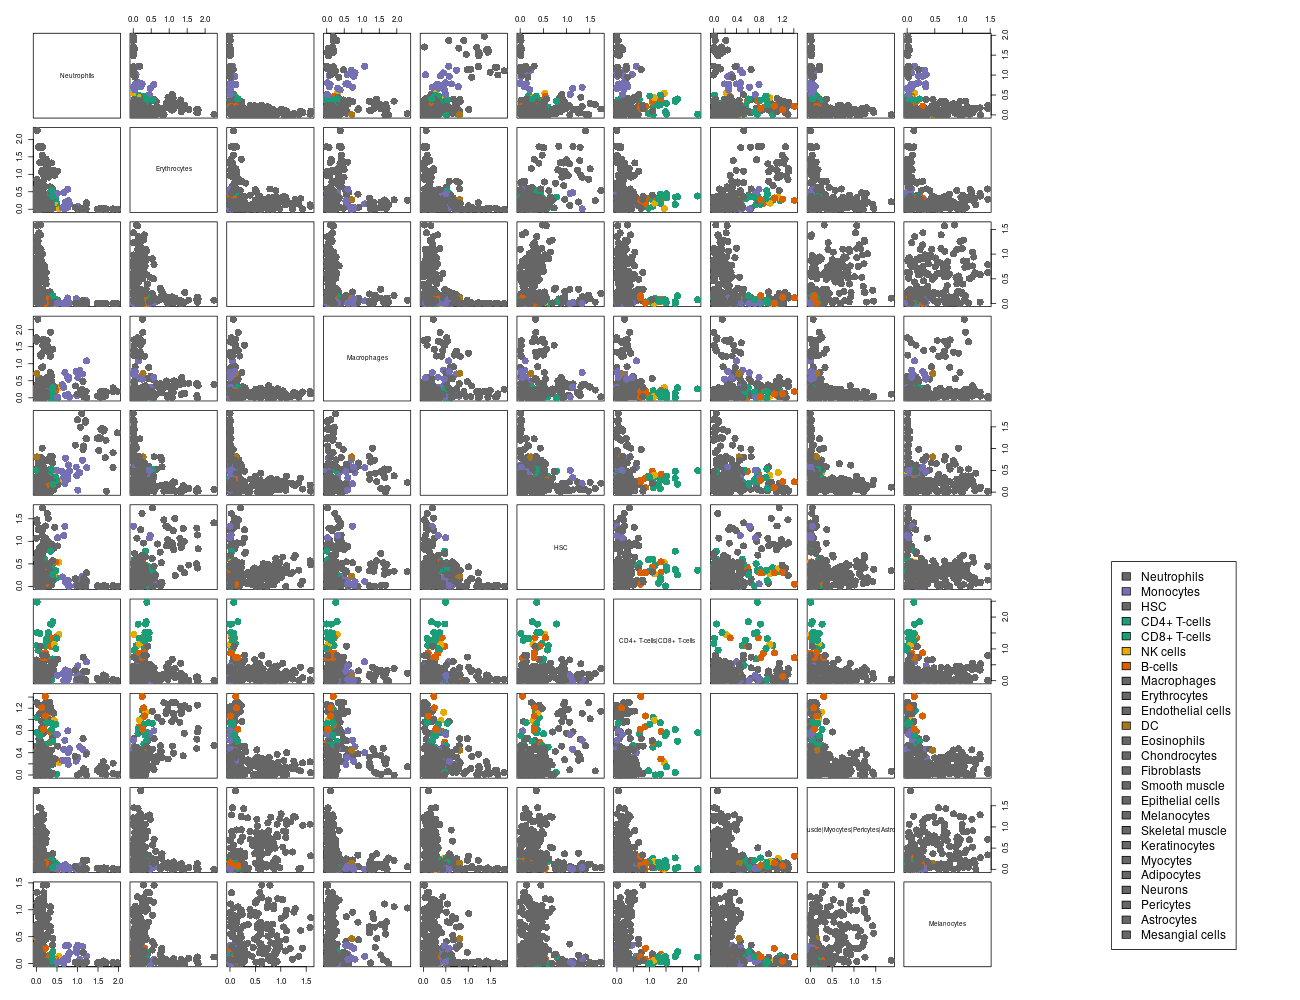 0.0 0.5 1.0 1.5 2.0
0.0 0.5 1.0 1.5 2.0
0.0 0.5 1.0 1.5
0.0 0.4 0.8 1.2
0.0 0.5 1.0 1.5
Neutrophils
0.0 0.5 1.0 1.5 2.0
0.0 0.5 1.0 1.5 2.0
Erythrocytes
0.0 0.5 1.0 1.5
0.0 0.5 1.0 1.5 2.0
Macrophages
0.0 0.5 1.0 1.5
0.0 0.5 1.0 1.5
HSC
CD4+ T-cells|CD8+ T-cells
0.0 1.0 2.0
0.0 0.4 0.8 1.2
uscle|Myocytes|Pericytes|Astro
0.0 0.5 1.0 1.5
0.0 0.5 1.0 1.5
Melanocytes
0.0 0.5 1.0 1.5 2.0
0.0 0.5 1.0 1.5
0.0 0.5 1.0 1.5
0.0 1.0 2.0
0.0 0.5 1.0 1.5
Neutrophils
Monocytes
HSC
CD4+ T-cells
CD8+ T-cells
NK cells
B-cells
Macrophages
Erythrocytes
Endothelial cells
DC
Eosinophils
Chondrocytes
Fibroblasts
Smooth muscle
Epithelial cells
Melanocytes
Skeletal muscle
Keratinocytes
Myocytes
Adipocytes
Neurons
Pericytes
Astrocytes
Mesangial cells